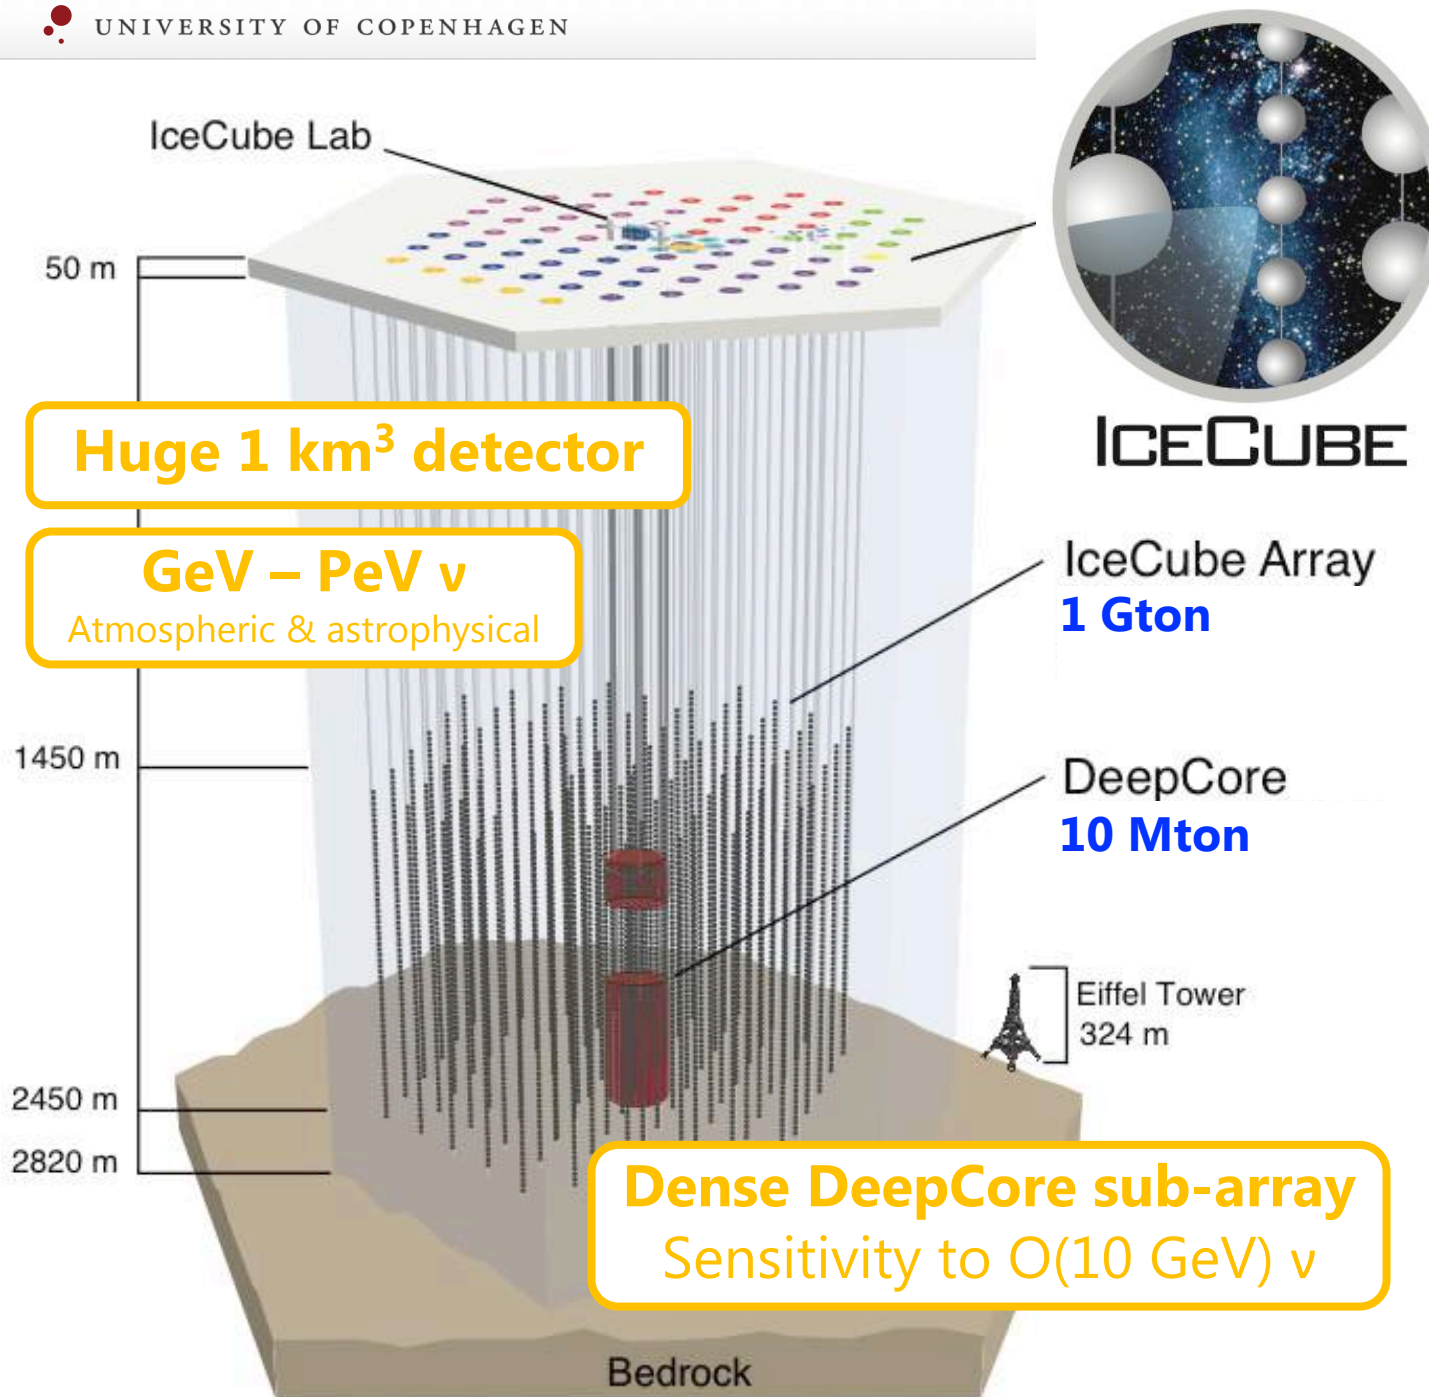 UNIVERSITY OF COPENHAGEN
IceCube Lab
50 m
ICECUBE
Huge 1 km³ detector
GeV – PeV ν
Atmospheric & astrophysical
IceCube Array
1 Gton
1450 m
DeepCore
10 Mton
Eiffel Tower
324 m
2450 m
2820 m
Dense DeepCore sub-array
Sensitivity to O(10 GeV) ν
Bedrock